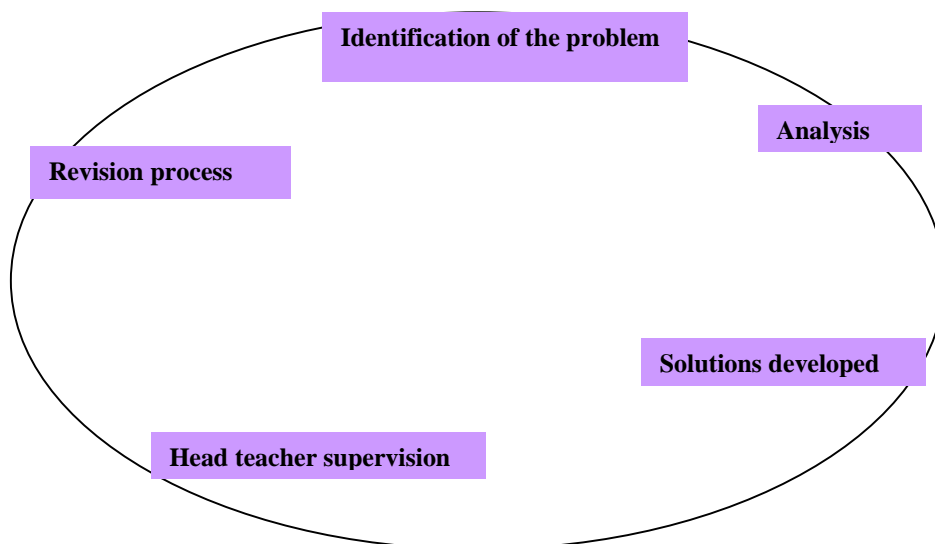 Identification of the problem
Analysis
Revision process
Solutions developed
Head teacher supervision